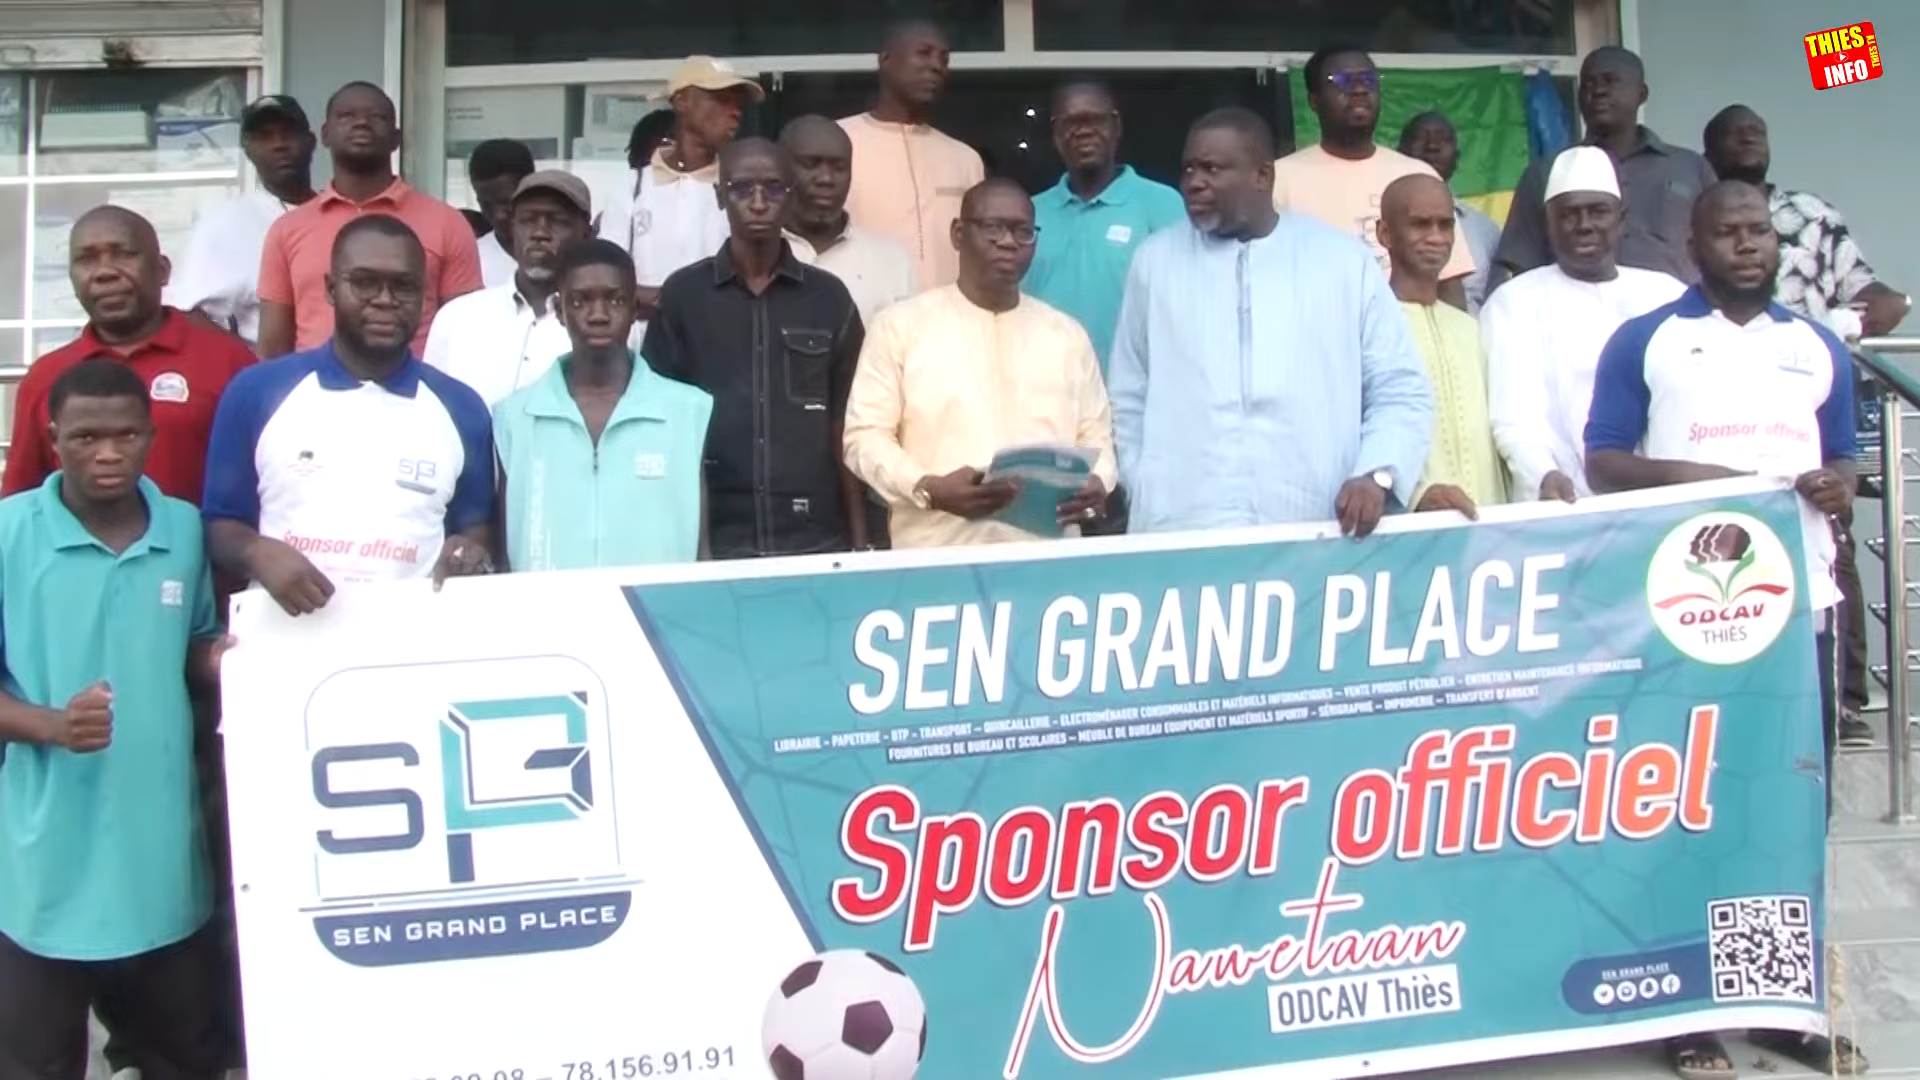 THIES
INFO
THIES TV
Sponsor officiel
Sponsor officiel
SEN GRAND PLACE
LIBRAIRIE – PAPETERIE – BTP – TRANSPORT – QUINCAILLERIE – ELECTROMÉNAGER CONSOMMABLES ET MATÉRIELS INFORMATIQUES – VENTE PRODUIT PÉTROLIER – ENTRETIEN MAINTENANCE INFORMATIQUE
FOURNITURES DE BUREAU ET SCOLAIRES – MEUBLE DE BUREAU EQUIPEMENT ET MATÉRIELS SPORTIF – SÉRIGRAPHIE – IMPRIMERIE – TRANSFERT D'ARGENT
ODCAV
THIÈS
Sponsor officiel
Nawetaan
ODCAV Thiès
SGP
SEN GRAND PLACE
SEN GRAND PLACE
– 78.156.91.91